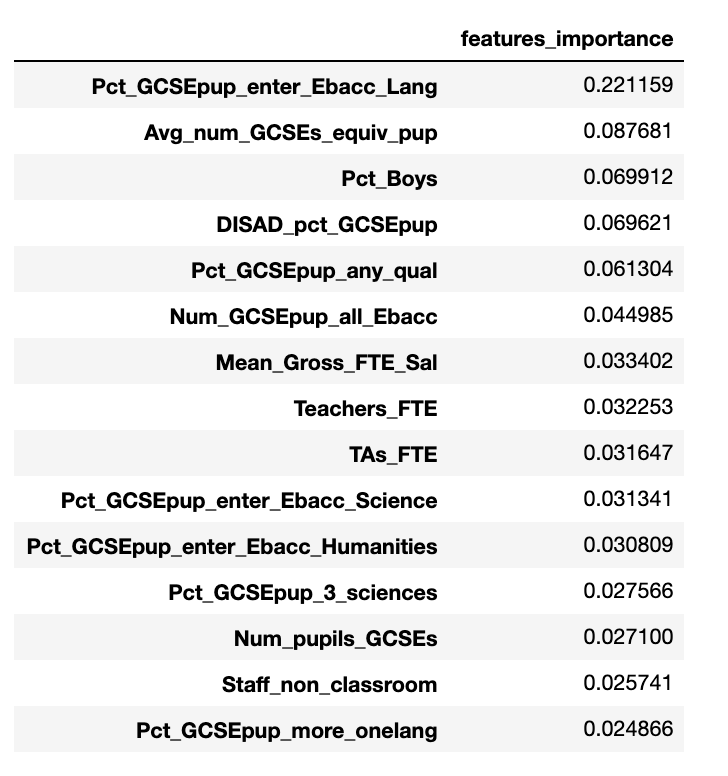 features_importance
Pct_GCSEpup_enter_Ebacc_Lang 0.221159
Avg_num_GCSEs_equiv_pup 0.087681
Pct_Boys 0.069912
DISAD_pct_GCSEpup 0.069621
Pct_GCSEpup_any_qual 0.061304
Num_GCSEpup_all_Ebacc 0.044985
Mean_Gross_FTE_Sal 0.033402
Teachers_FTE 0.032253
TAs_FTE 0.031647
Pct_GCSEpup_enter_Ebacc_Science 0.031341
Pct_GCSEpup_enter_Ebacc_Humanities 0.030809
Pct_GCSEpup_3_sciences 0.027566
Num_pupils_GCSEs 0.027100
Staff_non_classroom 0.025741
Pct_GCSEpup_more_onelang 0.024866